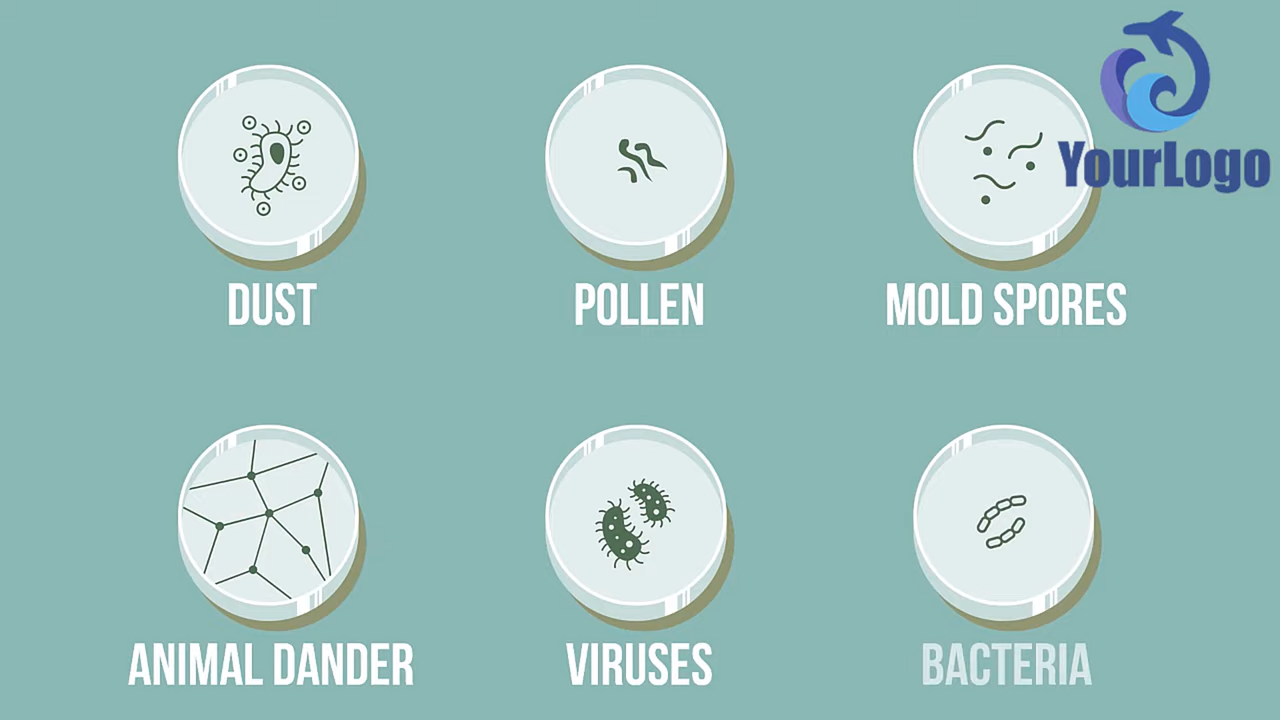 YourLogo
DUST
POLLEN
MOLD SPORES
ANIMAL DANDER
VIRUSES
BACTERIA